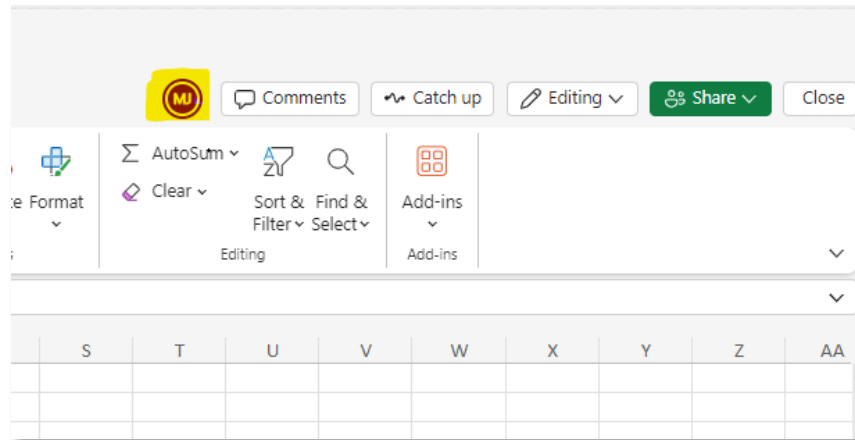 MJ Comments Catch up Editing Share Close
AutoSum
Clear
Format Sort & Find & Add-ins
Filter Select
Editing Add-ins
S T U V W X Y Z AA